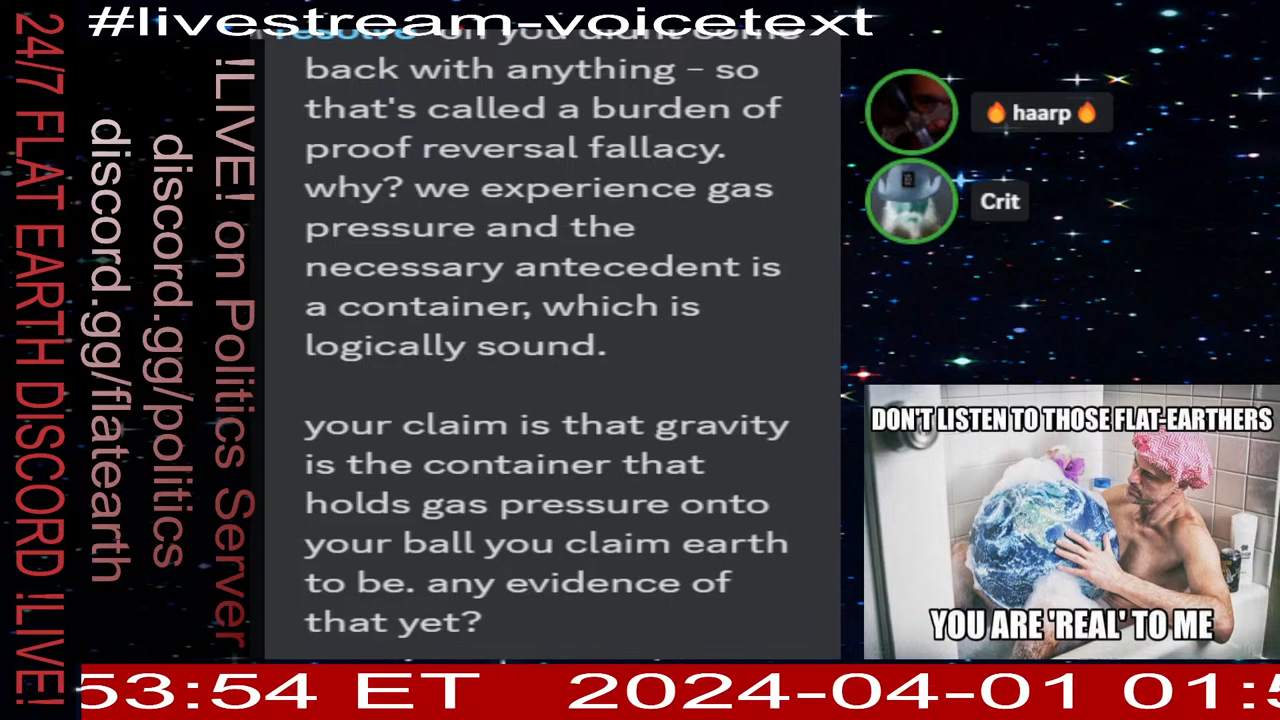 #livestream-voicetext
24/7 FLAT EARTH DISCORD !LIVE!
discord.gg/flatearth
discord.gg/politics
!LIVE! on Politics Server
back with anything – so
that's called a burden of
proof reversal fallacy.
why? we experience gas
pressure and the
necessary antecedent is
a container, which is
logically sound.
your claim is that gravity
is the container that
holds gas pressure onto
your ball you claim earth
to be. any evidence of
that yet?
🔥 haarp 🔥
Crit
DON'T LISTEN TO THOSE FLAT-EARTHERS
YOU ARE 'REAL' TO ME
53:54 ET 2024-04-01 01:5